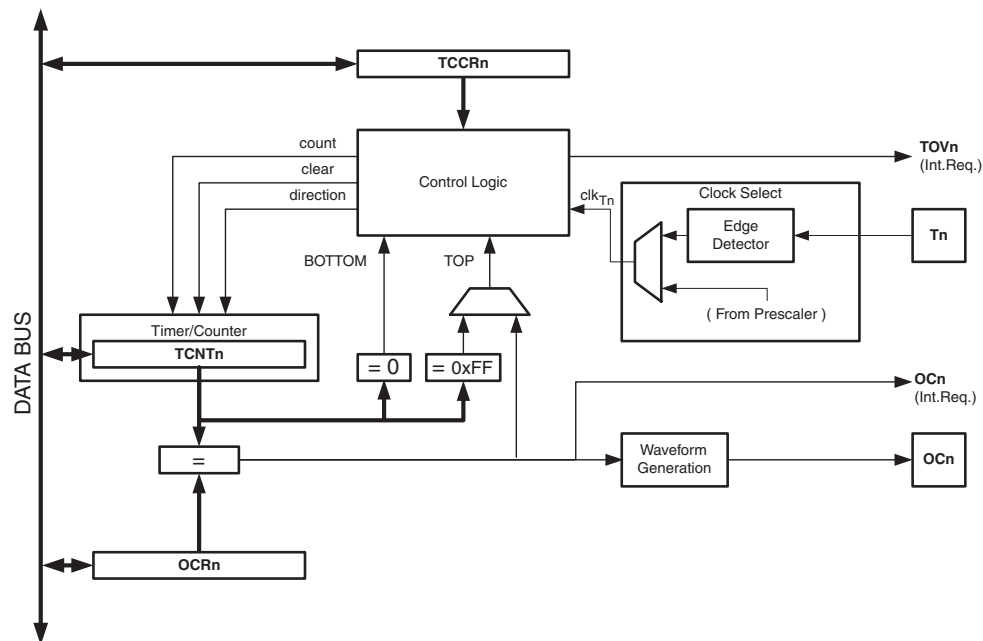 TCCRn
count
clear
direction
Control Logic
TOVn
(Int.Req.)
clkTn
Clock Select
Edge
Detector
Tn
( From Prescaler )
BOTTOM
TOP
Timer/Counter
TCNTn
= 0
= 0xFF
DATA BUS
OCn
(Int.Req.)
=
Waveform
Generation
OCn
OCRn